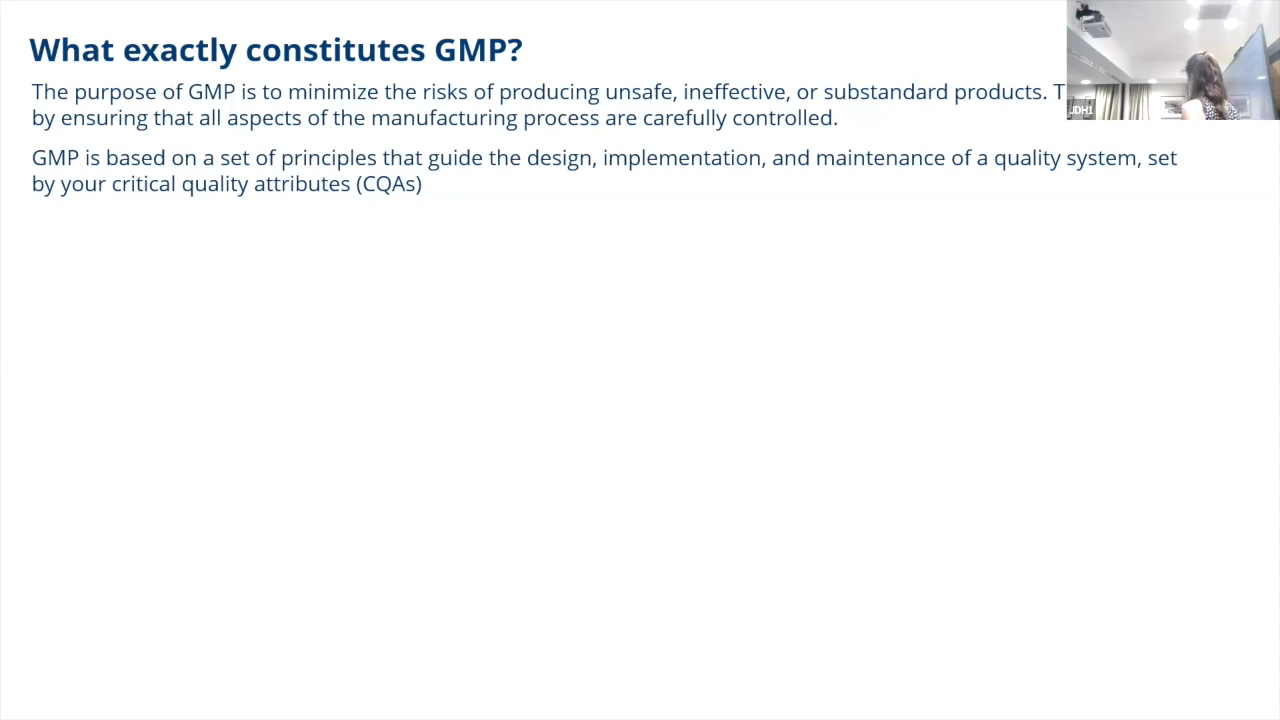 What exactly constitutes GMP?
The purpose of GMP is to minimize the risks of producing unsafe, ineffective, or substandard products.
by ensuring that all aspects of the manufacturing process are carefully controlled.
GMP is based on a set of principles that guide the design, implementation, and maintenance of a quality system, set
by your critical quality attributes (CQAs)
JDHI